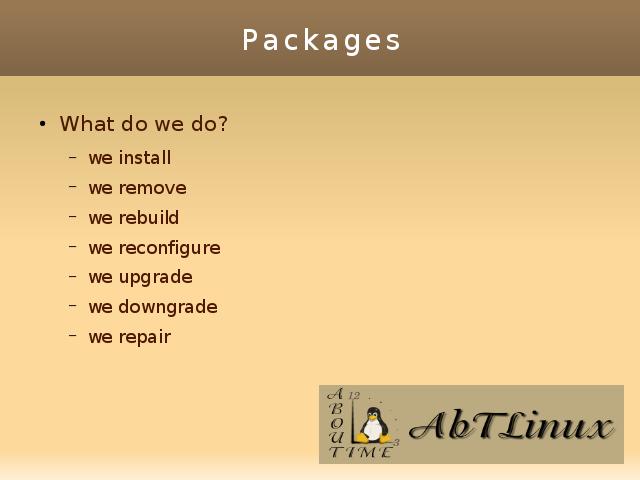 Packages
• What do we do?
– we install
– we remove
– we rebuild
– we reconfigure
– we upgrade
– we downgrade
– we repair
ABOUT TIME
12
3
AbTLinux